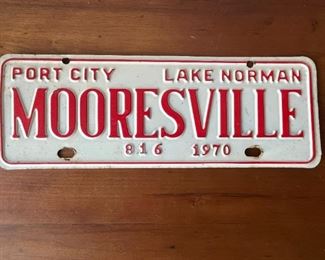 PORT CITY LAKE NORMAN
MOORESVILLE
816 1970